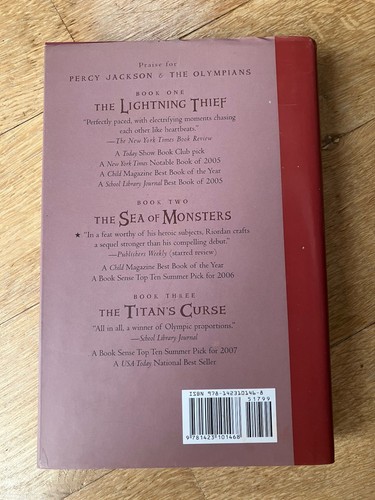 Praise for
PERCY JACKSON & THE OLYMPIANS
BOOK ONE
THE LIGHTNING THIEF
"Perfectly paced, with electrifying moments chasing
each other like heartbeats."
—The New York Times Book Review
A Today Show Book Club pick
A New York Times Notable Book of 2005
A Child Magazine Best Book of the Year
A School Library Journal Best Book of 2005
BOOK TWO
THE SEA OF MONSTERS
★ "In a feat worthy of his heroic subjects, Riordan crafts
a sequel stronger than his compelling debut."
—Publishers Weekly (starred review)
A Child Magazine Best Book of the Year
A Book Sense Top Ten Summer Pick for 2006
BOOK THREE
THE TITAN'S CURSE
"All in all, a winner of Olympic proportions."
—School Library Journal
A Book Sense Top Ten Summer Pick for 2007
A USA Today National Best Seller
ISBN 978-142310146-8
51799
9 781423 101468